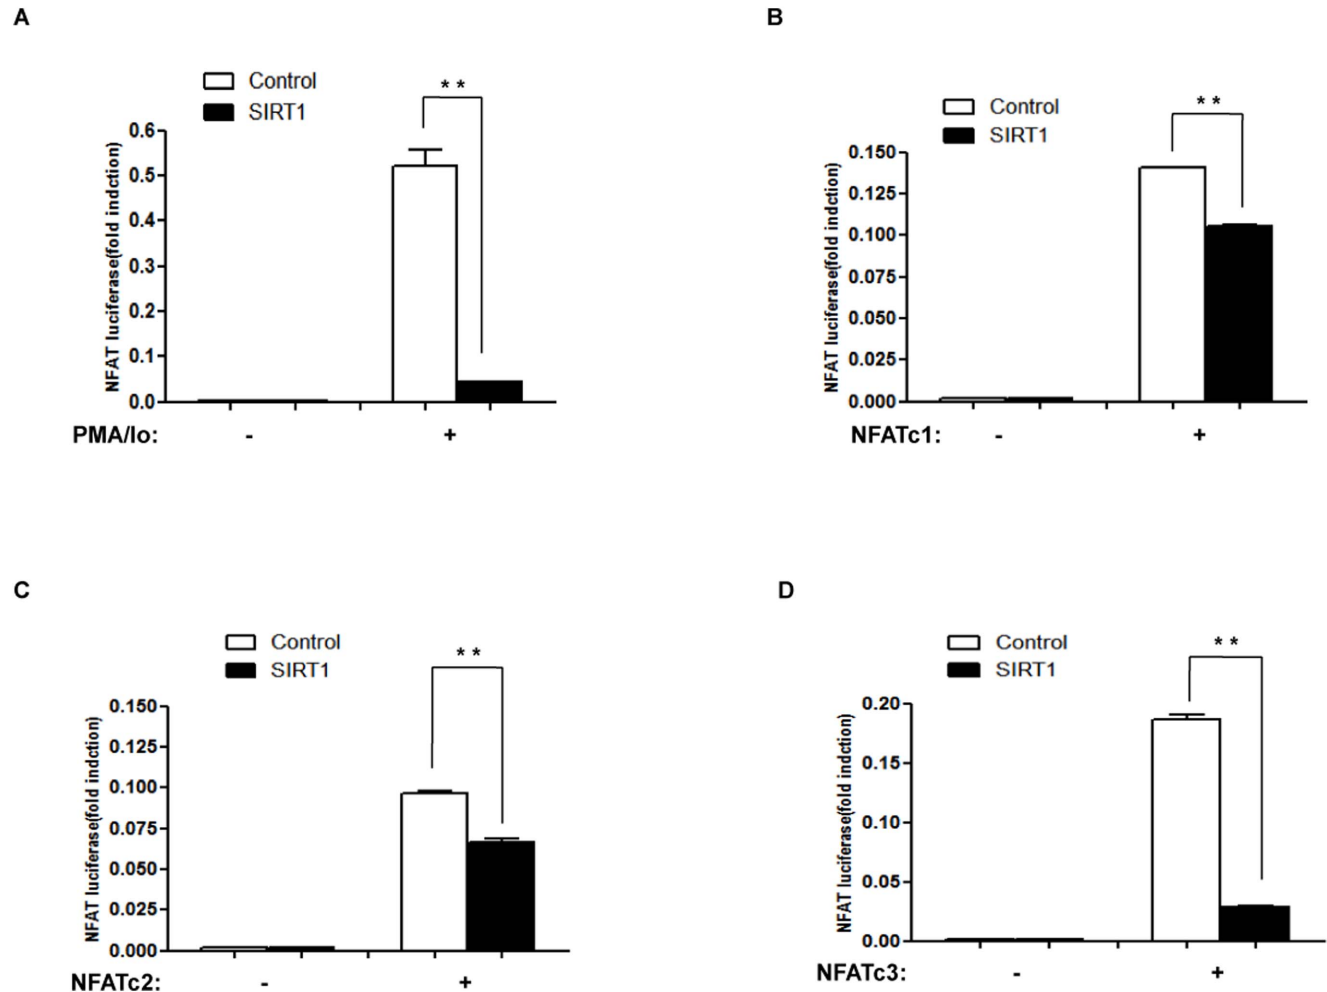 A
Control
SIRT1
**
NFAT luciferase(fold indction)
0.6
0.5
0.4
0.3
0.2
0.1
0.0
PMA/Io: - +
B
Control
SIRT1
**
NFAT luciferase(fold indction)
0.150
0.125
0.100
0.075
0.050
0.025
0.000
NFATc1: - +
C
Control
SIRT1
**
NFAT luciferase(fold indction)
0.150
0.125
0.100
0.075
0.050
0.025
0.000
NFATc2: - +
D
Control
SIRT1
**
NFAT luciferase(fold indction)
0.20
0.15
0.10
0.05
0.00
NFATc3: - +